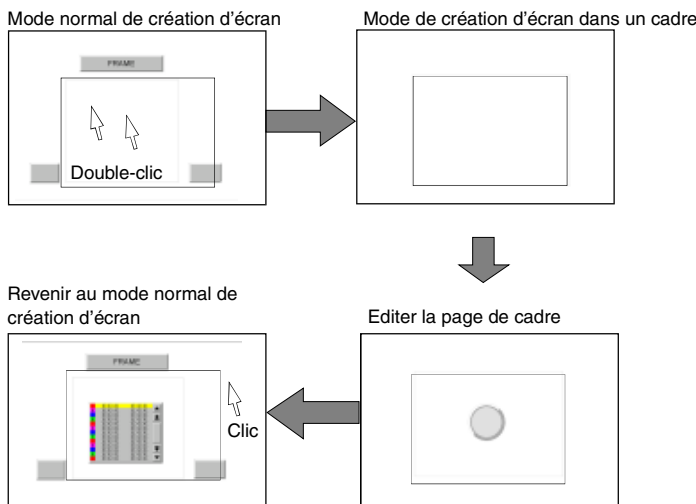 Mode normal de création d'écran
Mode de création d'écran dans un cadre
FRAME
Double-clic
Revenir au mode normal de
création d'écran
Editer la page de cadre
FRAME
Clic